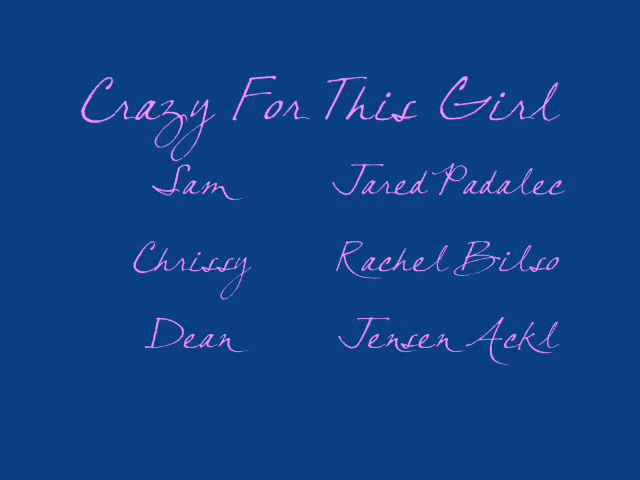 Crazy For This Girl
Sam Jared Padalec
Chrissy Rachel Bilso
Dean Jensen Ackl